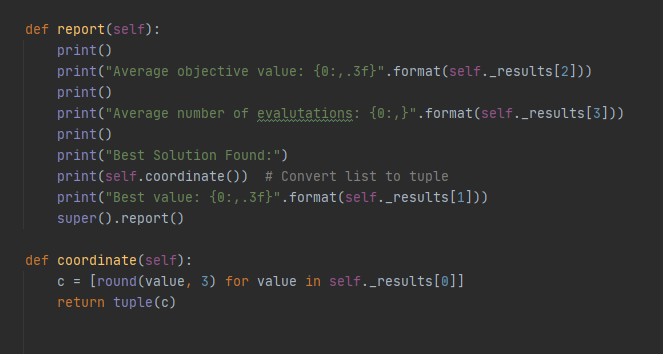 def report(self):
    print()
    print("Average objective value: {0:,.3f}".format(self._results[2]))
    print()
    print("Average number of evalutations: {0:,}".format(self._results[3]))
    print()
    print("Best Solution Found:")
    print(self.coordinate())  # Convert list to tuple
    print("Best value: {0:,.3f}".format(self._results[1]))
    super().report()

def coordinate(self):
    c = [round(value, 3) for value in self._results[0]]
    return tuple(c)